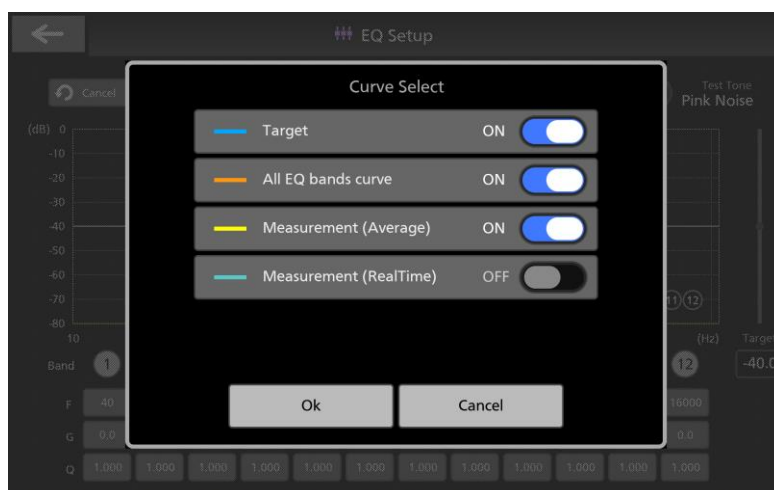 EQ Setup
Cancel
Curve Select
Test Tone
Pink Noise
(dB) 0
-10
-20
-30
-40
-50
-60
-70
-80
10
Target ON
All EQ bands curve ON
Measurement (Average) ON
Measurement (RealTime) OFF
11 12
(Hz)
Band 1 12
-40.0
F 40 16000
G 0.0 0.0
Ok Cancel
Q 1.000 1.000 1.000 1.000 1.000 1.000 1.000 1.000 1.000 1.000 1.000 1.000